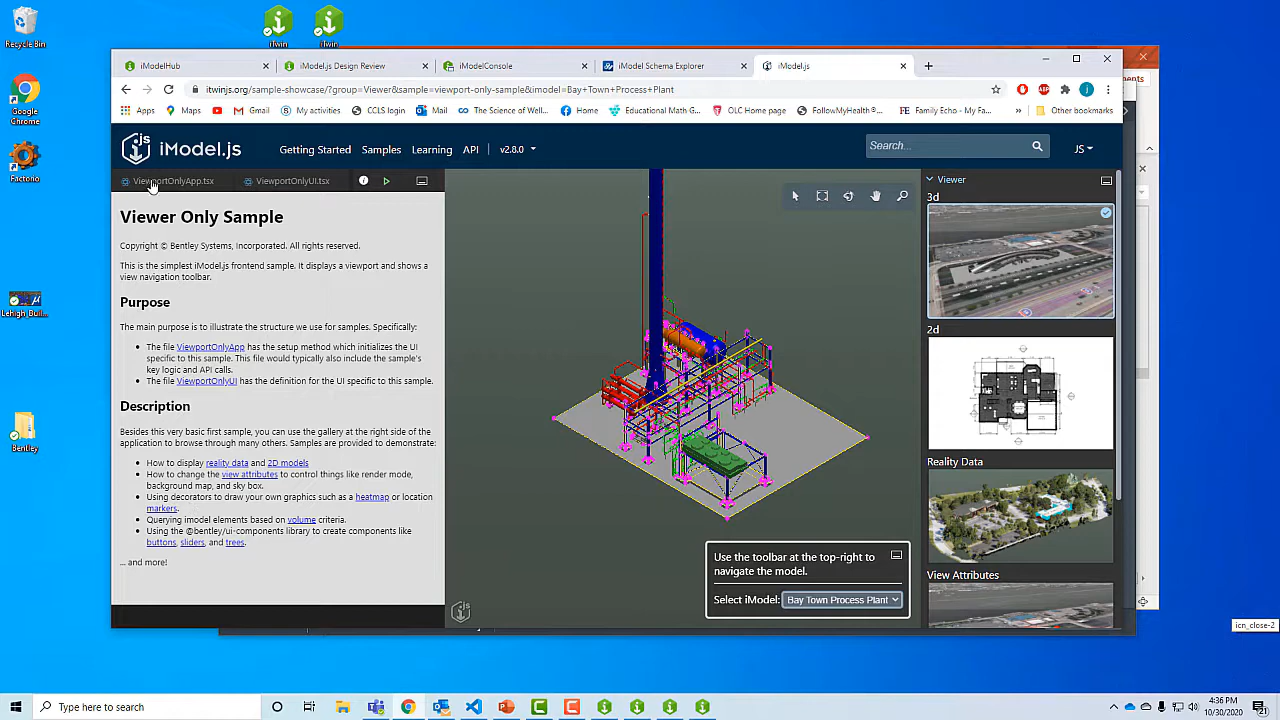 Recycle Bin
Google
Chrome
Factorio
Lehigh_Buil...
Bentley
iTwin
iTwin
iModelHub
iModel.js Design Review
iModelConsole
iModel Schema Explorer
iModel.js
itwinjs.org/sample-showcase/?group=Viewer&sample=viewport-only-sample&imodel=Bay+Town+Process+Plant
Apps
Maps
Gmail
My activities
CCLS login
Mail
The Science of Well...
Educational Math G...
OLC Home page
FollowMyHealth®...
Family Echo - My Fa...
Other bookmarks
iModel.js
Getting Started
Samples
Learning
API
v2.8.0
Search...
JS
ViewportOnlyApp.tsx
ViewportOnlyUI.tsx
Viewer Only Sample
Copyright © Bentley Systems, Incorporated. All rights reserved.
This is the simplest iModel.js frontend sample. It displays a viewport and shows a
view navigation toolbar.
Purpose
The main purpose is to illustrate the structure we use for samples. Specifically:
• The file ViewportOnlyApp has the setup method which initializes the UI
specific to this sample. This file would typically also include the sample's
key logic and API calls.
• The file ViewportOnlyUI has the definition for the UI specific to this sample.
Description
Besides this very basic first sample, you can use the gallery on the right side of the
application to browse through many others. Samples are provided to demonstrate:
• How to display reality data and 2D models
• How to change the view attributes to control things like render mode,
background map, and sky box.
• Using decorators to draw your own graphics such as a heatmap or location
markers.
• Querying imodel elements based on volume criteria.
• Using the @bentley/ui-components library to create components like
buttons, sliders, and trees.
... and more!
Use the toolbar at the top-right to
navigate the model.
Select iModel: Bay Town Process Plant
Viewer
3d
2d
Reality Data
View Attributes
icn_close-2
Type here to search
4:36 PM
10/30/2020